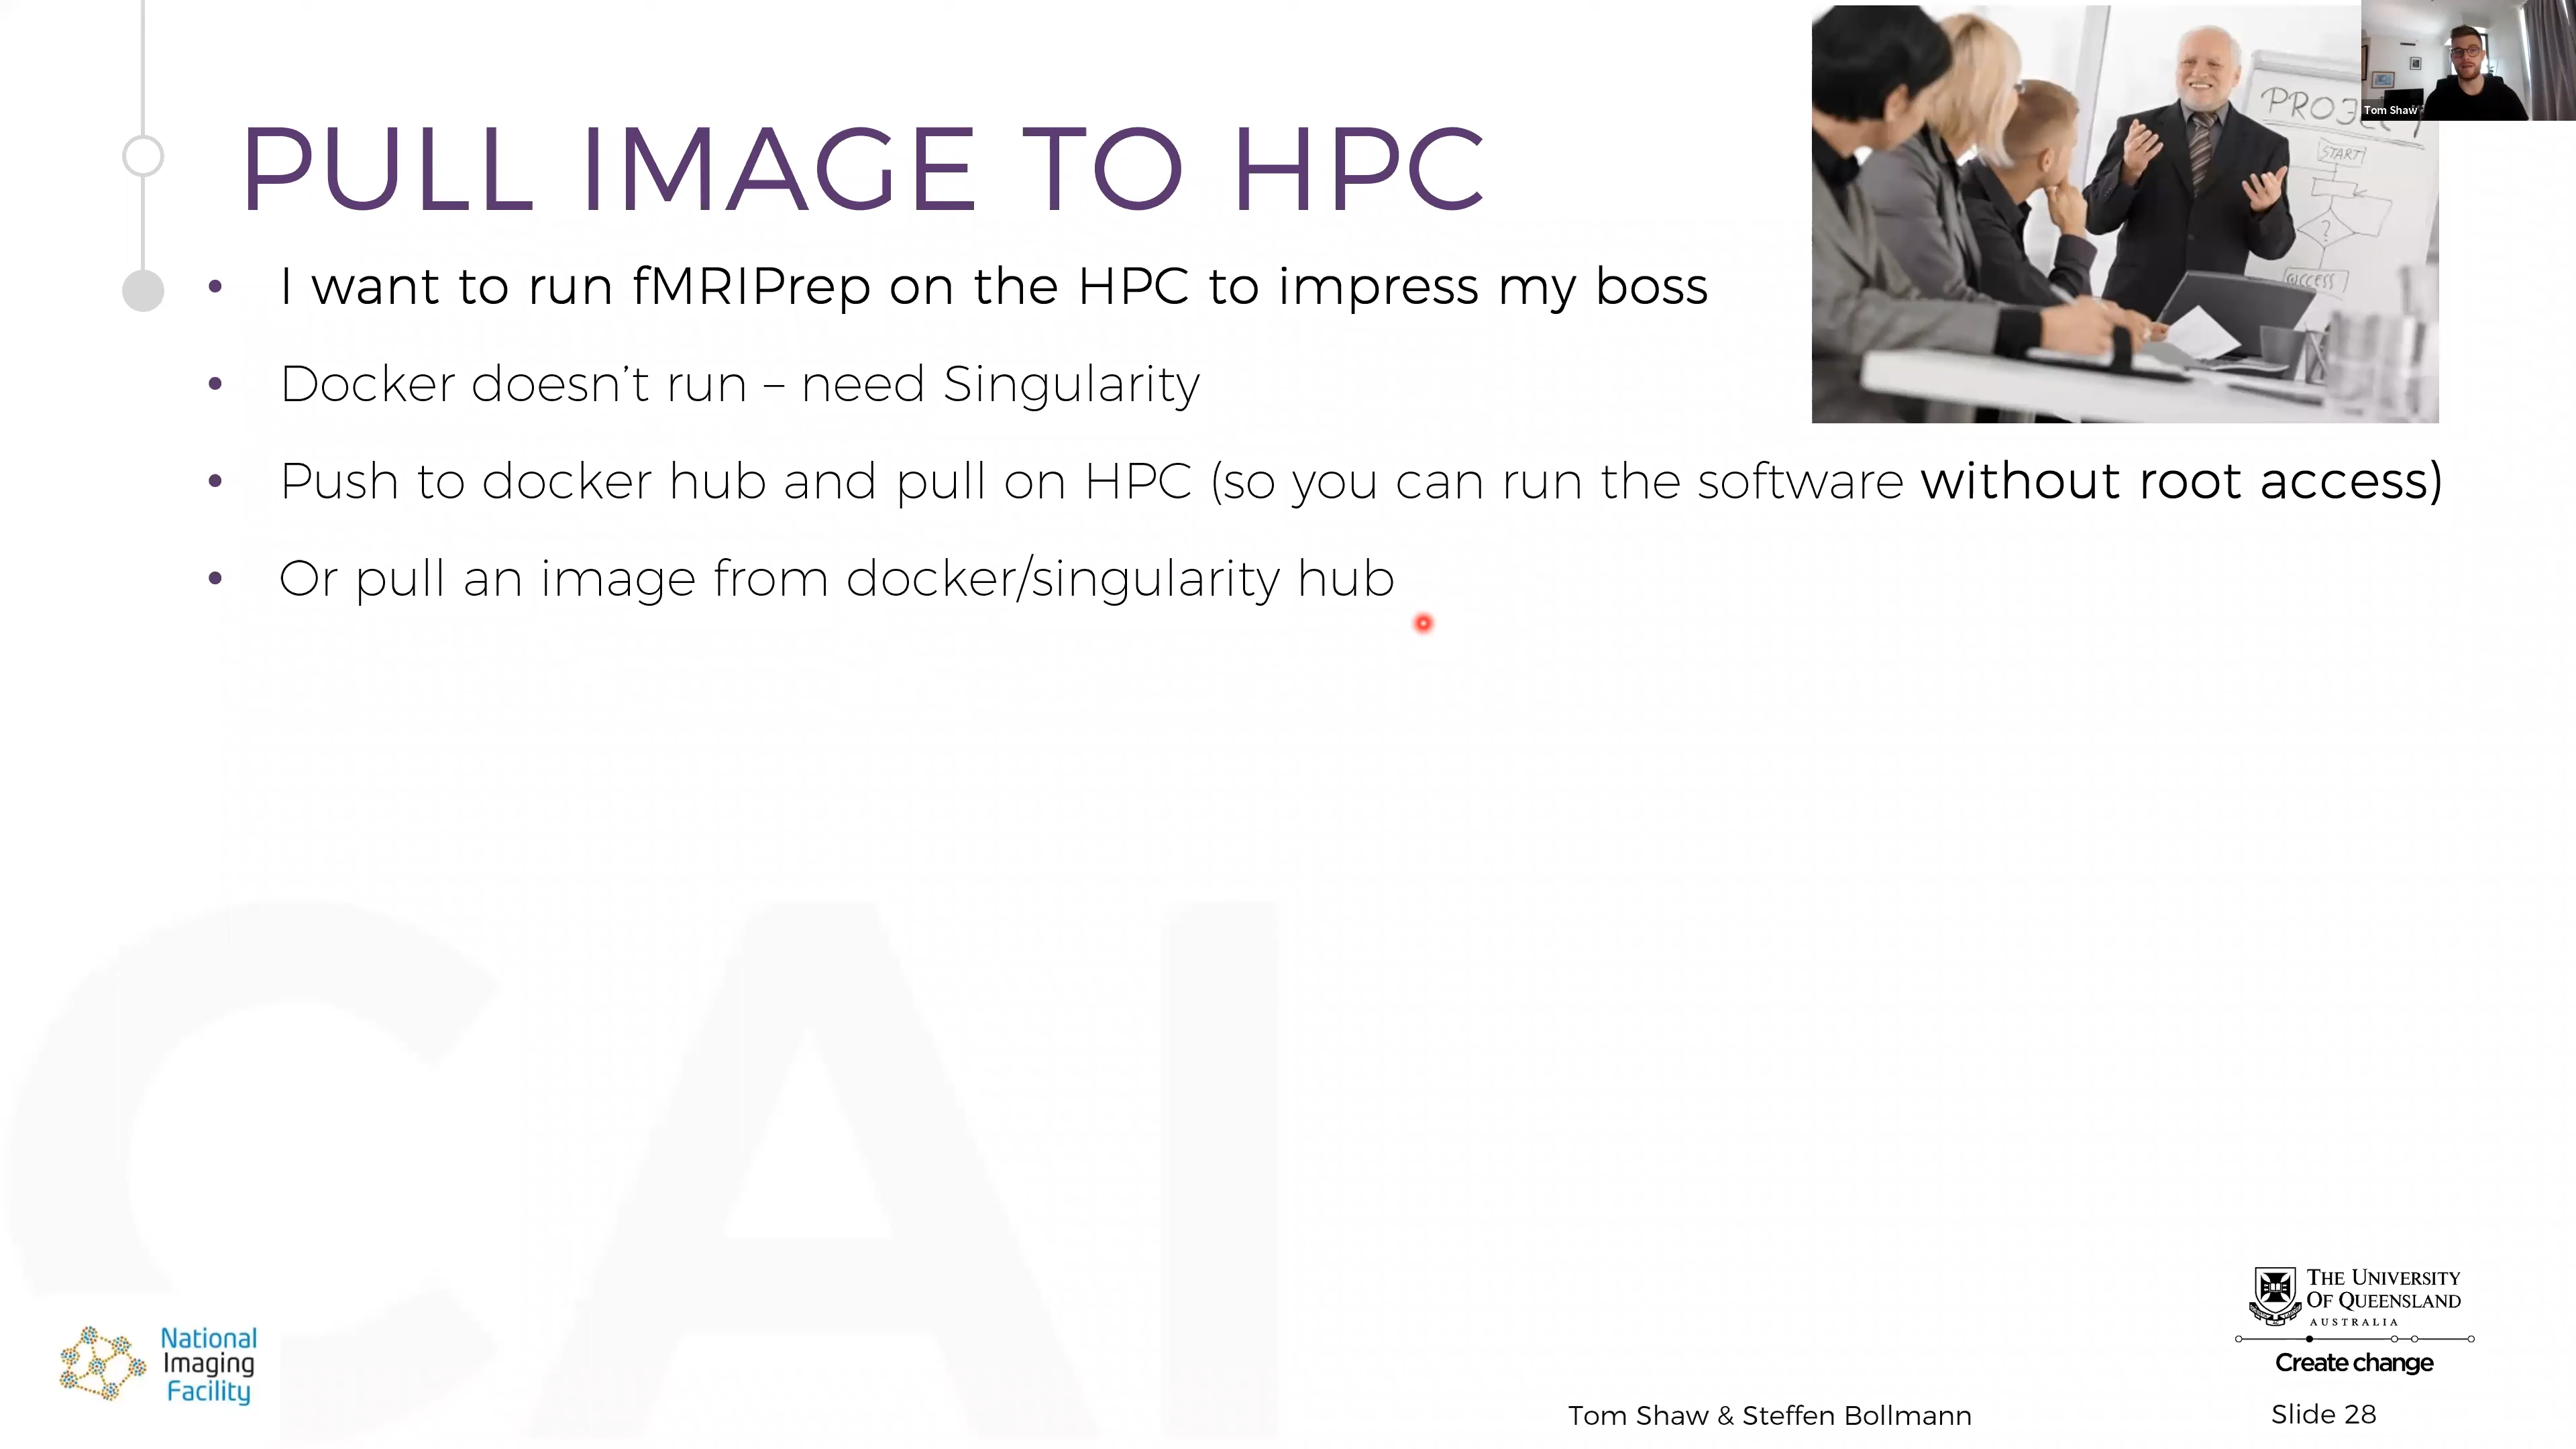 PULL IMAGE TO HPC
• I want to run fMRIPrep on the HPC to impress my boss
• Docker doesn’t run – need Singularity
• Push to docker hub and pull on HPC (so you can run the software without root access)
• Or pull an image from docker/singularity hub
START
?
Tom Shaw
CAI
National
Imaging
Facility
THE UNIVERSITY
OF QUEENSLAND
AUSTRALIA
Create change
Tom Shaw & Steffen Bollmann
Slide 28